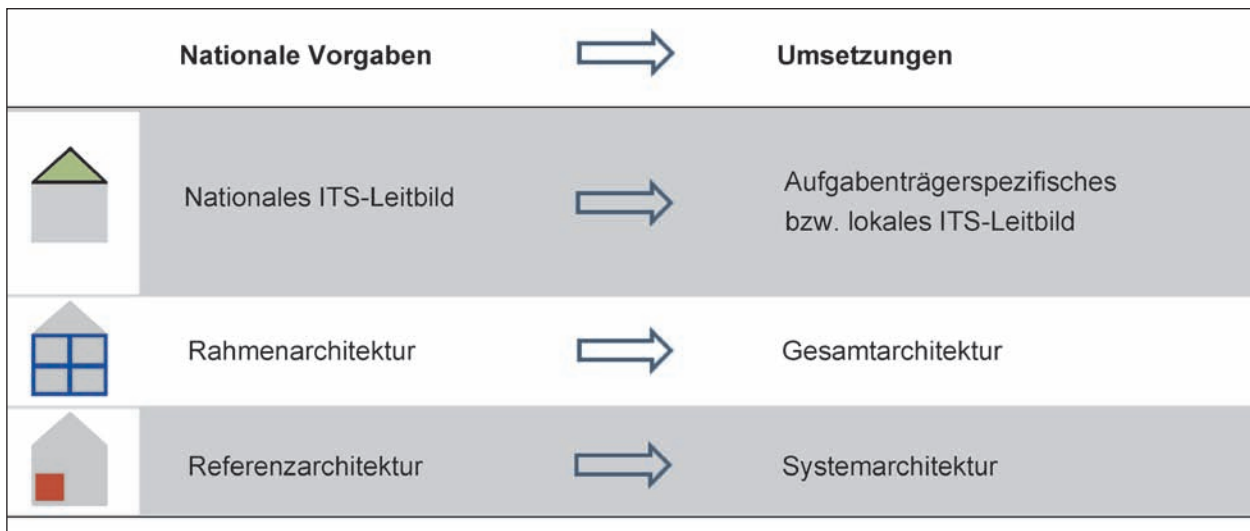 Nationale Vorgaben
Umsetzungen
Nationales ITS-Leitbild
Aufgabenträgerspezifisches
bzw. lokales ITS-Leitbild
Rahmenarchitektur
Gesamtarchitektur
Referenzarchitektur
Systemarchitektur